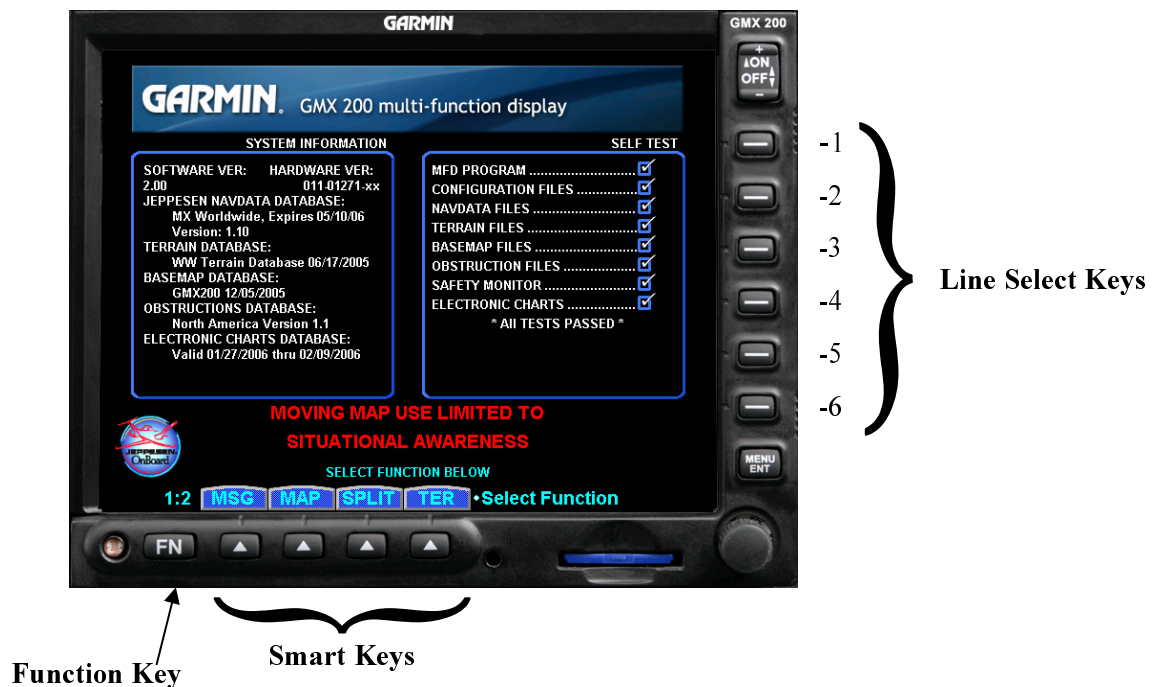 GARMIN
GMX 200
+
ON
OFF
-
GARMIN. GMX 200 multi-function display
SYSTEM INFORMATION
SOFTWARE VER: HARDWARE VER:
2.00 011-01271-xx
JEPPESEN NAVDATA DATABASE:
MX Worldwide, Expires 05/10/06
Version: 1.10
TERRAIN DATABASE:
WW Terrain Database 06/17/2005
BASEMAP DATABASE:
GMX200 12/05/2005
OBSTRUCTIONS DATABASE:
North America Version 1.1
ELECTRONIC CHARTS DATABASE:
Valid 01/27/2006 thru 02/09/2006
SELF TEST
MFD PROGRAM
CONFIGURATION FILES
NAVDATA FILES
TERRAIN FILES
BASEMAP FILES
OBSTRUCTION FILES
SAFETY MONITOR
ELECTRONIC CHARTS
* All TESTS PASSED *
-1
-2
-3
-4
-5
-6
Line Select Keys
MOVING MAP USE LIMITED TO
SITUATIONAL AWARENESS
JEPPESEN.
OnBoard
SELECT FUNCTION BELOW
MENU
ENT
1:2 MSG MAP SPLIT TER •Select Function
FN
Smart Keys
Function Key